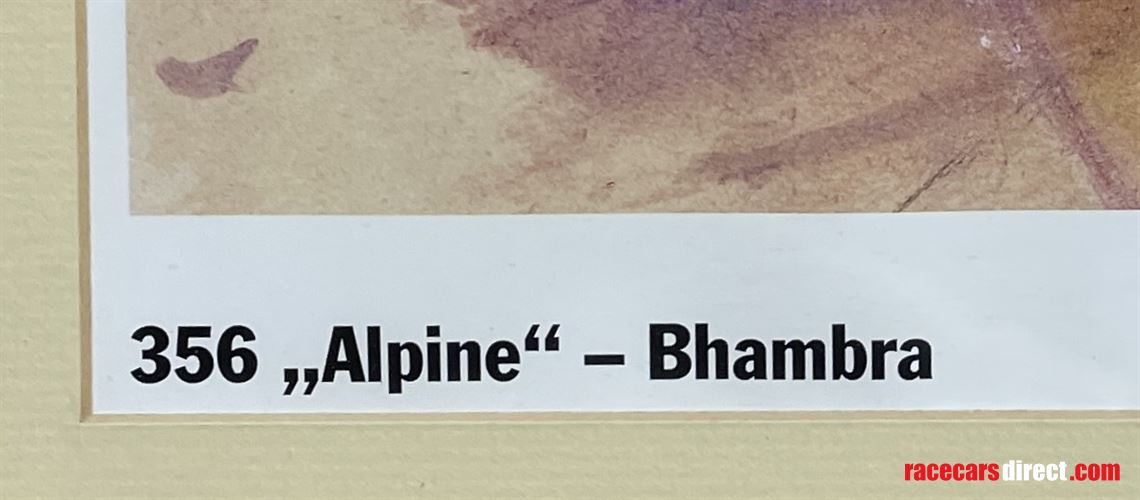 356 „Alpine“ – Bhambra
racecarsdirect.com